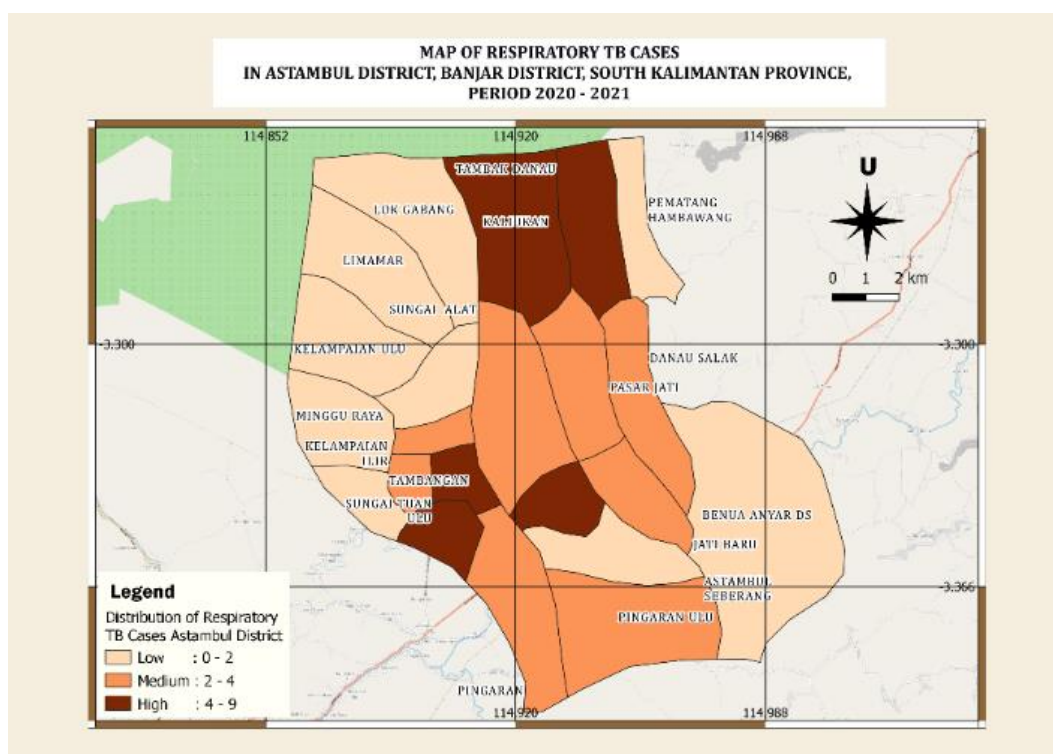 MAP OF RESPIRATORY TB CASES
IN ASTAMBUL DISTRICT, BANJAR DISTRICT, SOUTH KALIMANTAN PROVINCE,
PERIOD 2020 - 2021
114.852
114.920
114.988
TAMBAK DANAU
U
LOK GABANG
KALIUKAN
PEMATANG
HAMBAWANG
LIMAMAR
0 1 2 km
SUNGAI ALAT
-3.300
KELAMPAIAN ULU
-3.300
DANAU SALAK
PASAR JATI
MINGGU RAYA
KELAMPAIAN
ILIR
TAMBANGAN
SUNGAI TUAN
ULU
BENUA ANYAR DS
JATI BARU
ASTAMBUL
SEBERANG
-3.366
PINGARAN ULU
Legend
Distribution of Respiratory
TB Cases Astambul District
Low : 0 - 2
Medium : 2 - 4
High : 4 - 9
PINGARAN
114.920
114.988